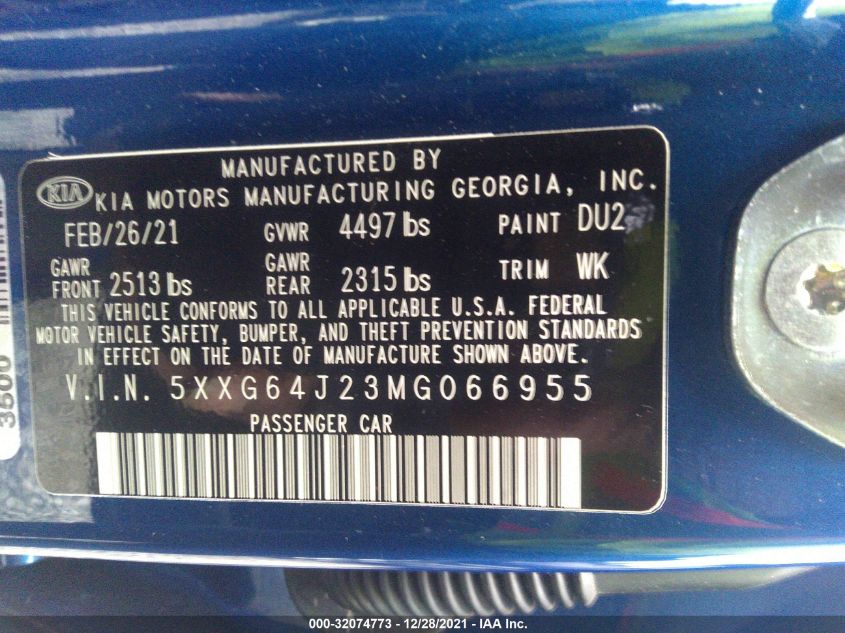 MANUFACTURED BY
KIA KIA MOTORS MANUFACTURING GEORGIA, INC.
FEB/26/21 GVWR 4497 lbs PAINT DU2
GAWR FRONT 2513 lbs GAWR REAR 2315 lbs TRIM WK
THIS VEHICLE CONFORMS TO ALL APPLICABLE U.S.A. FEDERAL
MOTOR VEHICLE SAFETY, BUMPER, AND THEFT PREVENTION STANDARDS
IN EFFECT ON THE DATE OF MANUFACTURE SHOWN ABOVE.
V.I.N. 5XXG64J23MG066955
PASSENGER CAR
3500
000-32074773 - 12/28/2021 - IAA Inc.